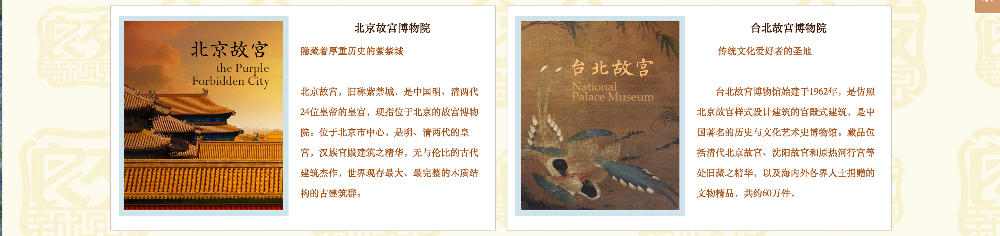 北京故宫
the Purple
Forbidden City
北京故宫博物院
隐藏着厚重历史的紫禁城
北京故宫，旧称紫禁城，是中国明、清两代
24位皇帝的皇宫，现指位于北京的故宫博物
院。位于北京市中心，是明、清两代的皇
宫，汉族宫殿建筑之精华，无与伦比的古代
建筑杰作，世界现存最大、最完整的木质结
构的古建筑群。
台北故宫
National
Palace Museum
台北故宫博物院
传统文化爱好者的圣地
台北故宫博物馆始建于1962年，是仿照
北京故宫样式设计建筑的宫殿式建筑，是中
国著名的历史与文化艺术史博物馆。藏品包
括清代北京故宫、沈阳故宫和原热河行宫等
处旧藏之精华，以及海内外各界人士捐赠的
文物精品，共约60万件，